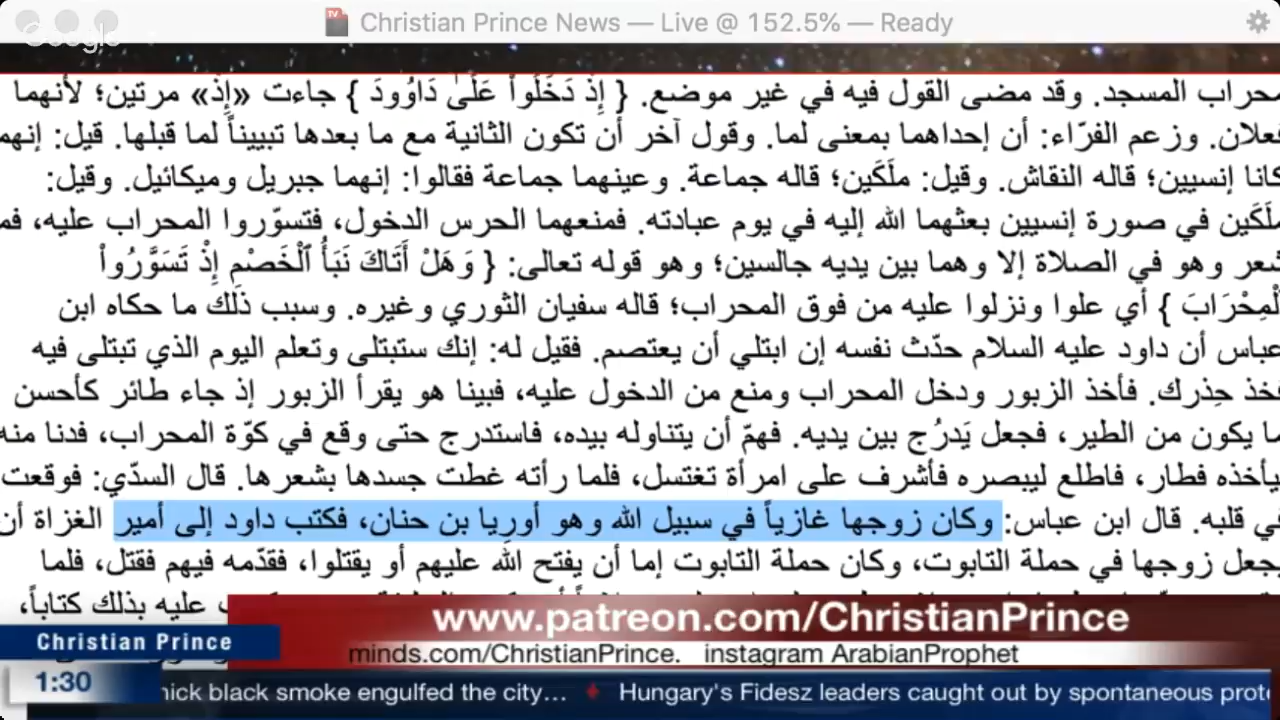 Christian Prince News — Live @ 152.5% — Ready
Google
محراب المسجد. وقد مضى القول فيه في غير موضع. { إِذْ دَخَلُواْ عَلَىٰ دَاوُودَ } جاءت «إِذْ» مرتين؛ لأنهما
فعلان. وزعم الفرّاء: أن إحداهما بمعنى لما. وقول آخر أن تكون الثانية مع ما بعدها تبييناً لما قبلها. قيل: إنهما
كانا إنسيين؛ قاله النقاش. وقيل: ملَكَين؛ قاله جماعة. وعينهما جماعة فقالوا: إنهما جبريل وميكائيل. وقيل:
ملَكَين في صورة إنسيين بعثهما الله إليه في يوم عبادته. فمنعهما الحرس الدخول، فتسوّروا المحراب عليه، فما
شعر وهو في الصلاة إلا وهما بين يديه جالسين؛ وهو قوله تعالى: { وَهَلْ أَتَاكَ نَبَأُ ٱلْخَصْمِ إِذْ تَسَوَّرُواْ
ٱلْمِحْرَابَ } أي علوا ونزلوا عليه من فوق المحراب؛ قاله سفيان الثوري وغيره. وسبب ذلك ما حكاه ابن
عباس أن داود عليه السلام حدّث نفسه إن ابتلي أن يعتصم. فقيل له: إنك ستبتلى وتعلم اليوم الذي تبتلى فيه
فخذ حِذرك. فأخذ الزبور ودخل المحراب ومنع من الدخول عليه، فبينا هو يقرأ الزبور إذ جاء طائر كأحسن
ما يكون من الطير، فجعل يَدرُج بين يديه. فهمّ أن يتناوله بيده، فاستدرج حتى وقع في كوّة المحراب، فدنا منه
ليأخذه فطار، فاطلع ليبصره فأشرف على امرأة تغتسل، فلما رأته غطت جسدها بشعرها. قال السدّي: فوقعت
في قلبه. قال ابن عباس: وكان زوجها غازياً في سبيل الله وهو أوريا بن حنان، فكتب داود إلى أمير الغزاة أن
يجعل زوجها في حملة التابوت، وكان حملة التابوت إما أن يفتح الله عليهم أو يقتلوا، فقدّمه فيهم فقتل، فلما
عليه بذلك كتاباً،
www.patreon.com/ChristianPrince
Christian Prince
minds.com/ChristianPrince. instagram ArabianProphet
1:30
black smoke engulfed the city... ♦ Hungary's Fidesz leaders caught out by spontaneous